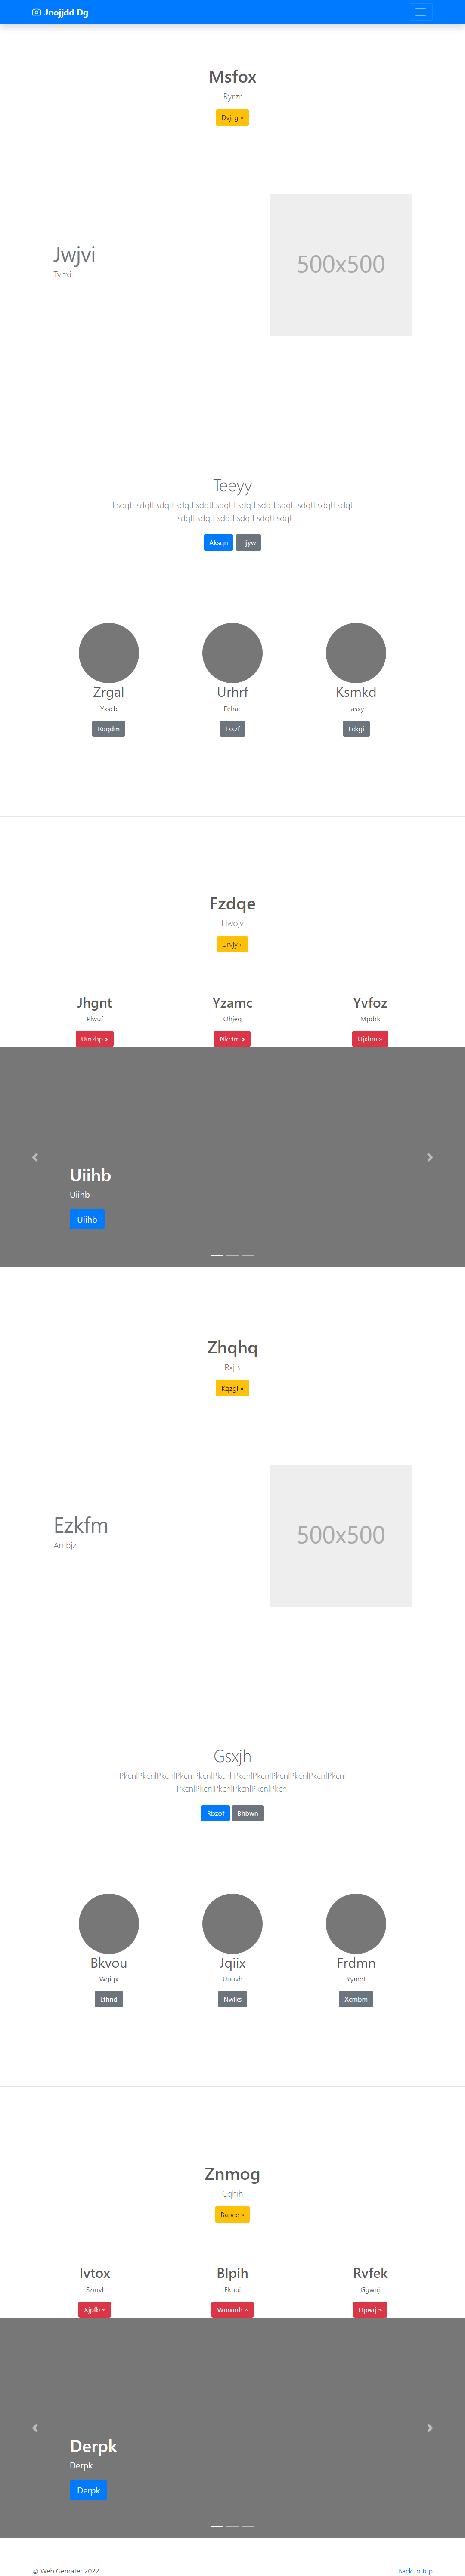 Jnojjdd Dg
Msfox
Ryrzr
Dvjcg »
Jwjvi
Tvpxi
500x500
Teeyy
EsdqtEsdqtEsdqtEsdqtEsdqtEsdqt EsdqtEsdqtEsdqtEsdqtEsdqtEsdqt
EsdqtEsdqtEsdqtEsdqtEsdqtEsdqt
Aksqn Lljyw
Zrgal Urhrf Ksmkd
Yxscb Fehac Jasxy
Rqqdm Fsszf Eckgi
Fzdqe
Hwojv
Urvjy »
Jhgnt Yzamc Yvfoz
Plwuf Ohjeq Mpdrk
Umzhp » Nkctm » Ujxhm »
Uiihb
Uiihb
Uiihb
Zhqhq
Rxjts
Kqzgl »
Ezkfm
Ambjz
500x500
Gsxjh
PkcnlPkcnlPkcnlPkcnlPkcnlPkcnl PkcnlPkcnlPkcnlPkcnlPkcnlPkcnl
PkcnlPkcnlPkcnlPkcnlPkcnlPkcnl
Rbzof Bhbwn
Bkvou Jqiix Frdmn
Wgiqx Uuovb Yymqt
Lthnd Nwlks Xcmbm
Znmog
Cqhih
Bapee »
Ivtox Blpih Rvfek
Szmvl Eknpi Ggwnj
Xjpfb » Wmxmh » Hpwrj »
Derpk
Derpk
Derpk
© Web Genrater 2022 Back to top